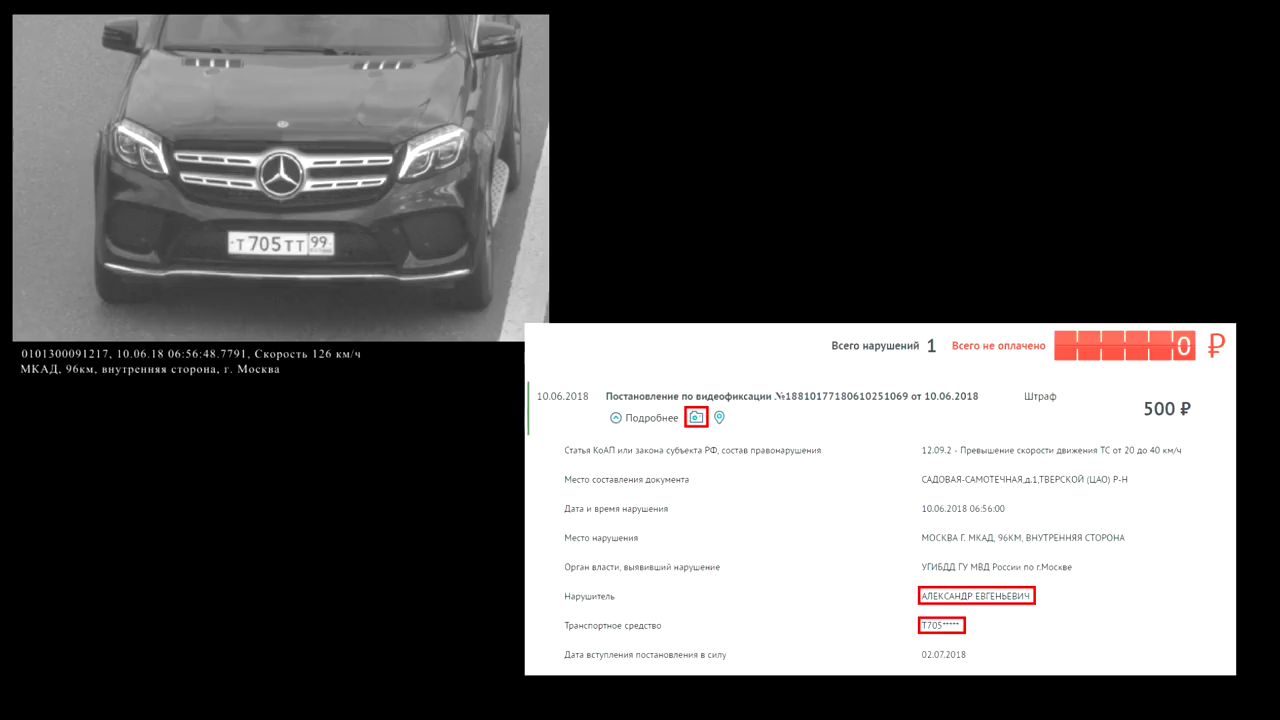 Т705ТТ 99
0101300091217, 10.06.18 06:56:48.7791, Скорость 126 км/ч
МКАД, 96км, внутренняя сторона, г. Москва
Всего нарушений 1 Всего не оплачено 0 ₽
10.06.2018 Постановление по видеофиксации №18810177180610251069 от 10.06.2018 Штраф 500 ₽
Подробнее
Статья КоАП или закона субъекта РФ, состав правонарушения 12.09.2 - Превышение скорости движения ТС от 20 до 40 км/ч
Место составления документа САДОВАЯ-САМОТЕЧНАЯ,д.1,ТВЕРСКОЙ (ЦАО) Р-Н
Дата и время нарушения 10.06.2018 06:56:00
Место нарушения МОСКВА Г. МКАД, 96КМ, ВНУТРЕННЯЯ СТОРОНА
Орган власти, выявивший нарушение УГИБДД ГУ МВД России по г.Москве
Нарушитель АЛЕКСАНДР ЕВГЕНЬЕВИЧ
Транспортное средство Т705*****
Дата вступления постановления в силу 02.07.2018